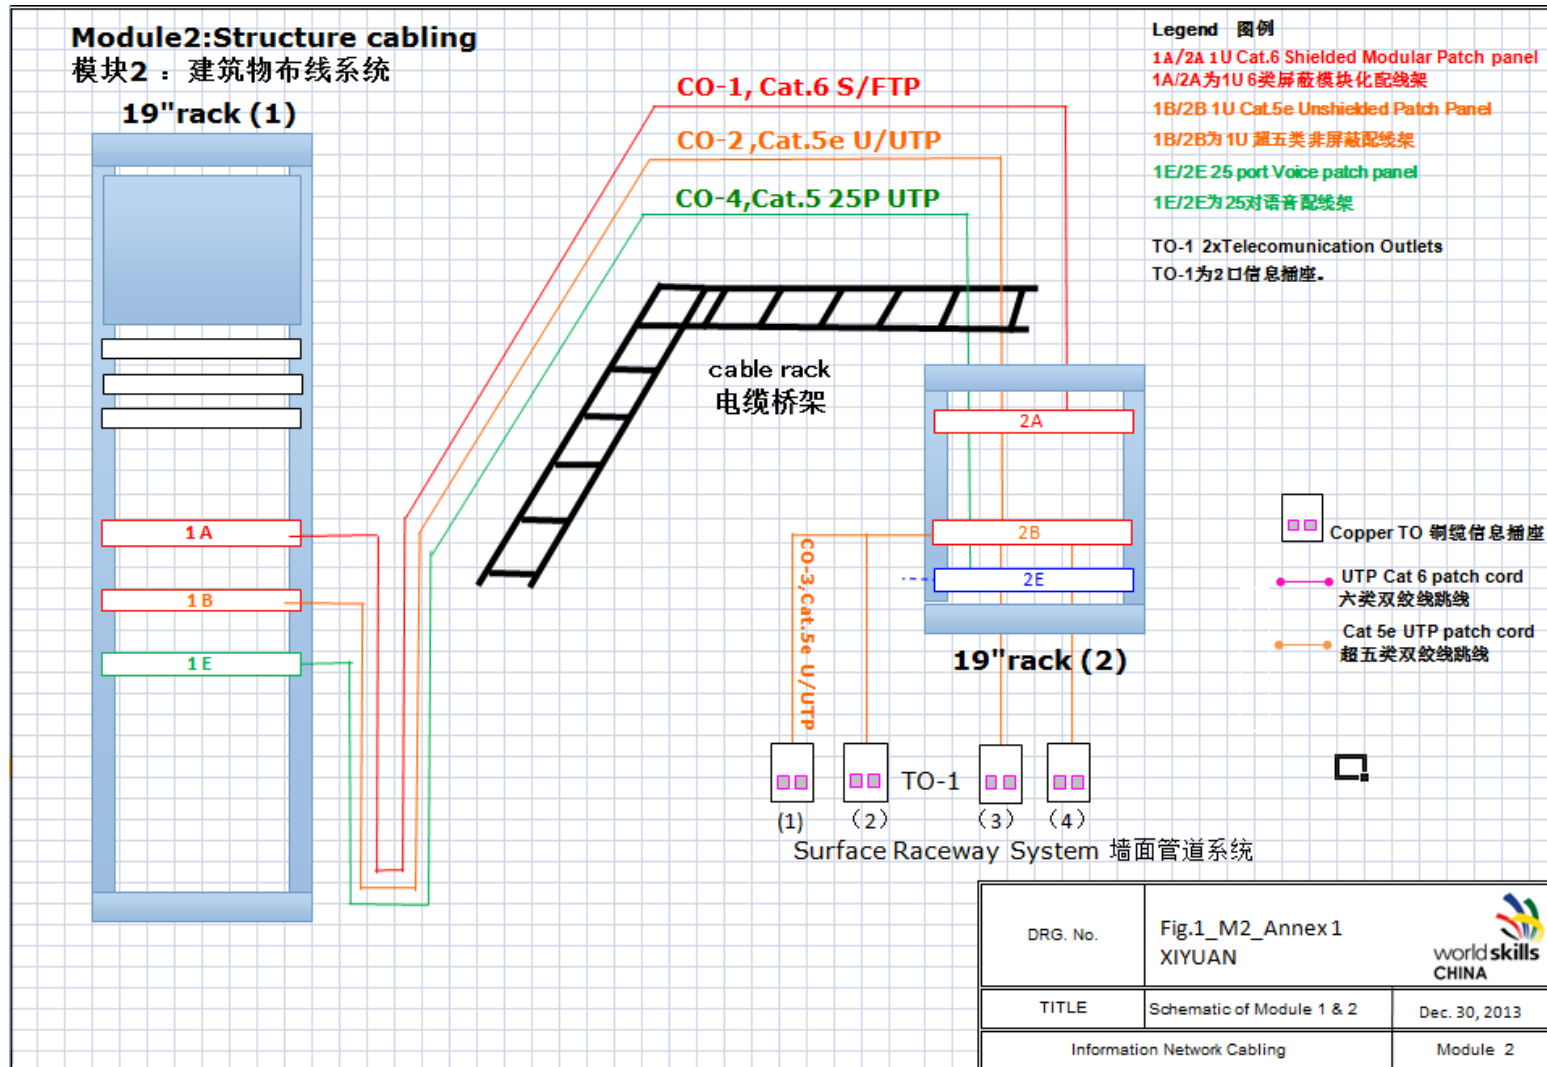 Module2:Structure cabling
模块2 ：建筑物布线系统
19"rack (1)
CO-1, Cat.6 S/FTP
CO-2 ,Cat.5e U/UTP
CO-4,Cat.5 25P UTP
Legend 图例
1A/2A 1U Cat.6 Shielded Modular Patch panel
1A/2A为1U 6类屏蔽模块化配线架
1B/2B 1U Cat.5e Unshielded Patch Panel
1B/2B为1U 超五类非屏蔽配线架
1E/2E 25 port Voice patch panel
1E/2E为25对语音配线架
TO-1 2xTelecomunication Outlets
TO-1为2口信息插座。
cable rack
电缆桥架
1A
1B
1E
2A
2B
2E
19"rack (2)
CO-3,Cat.5e U/UTP
Copper TO 铜缆信息插座
UTP Cat 6 patch cord
六类双绞线跳线
Cat 5e UTP patch cord
超五类双绞线跳线
TO-1
(1)
（2）
（3）
（4）
Surface Raceway System 墙面管道系统
DRG. No.
Fig.1_M2_Annex1
XIYUAN
worldskills
CHINA
TITLE
Schematic of Module 1 & 2
Dec. 30, 2013
Information Network Cabling
Module 2